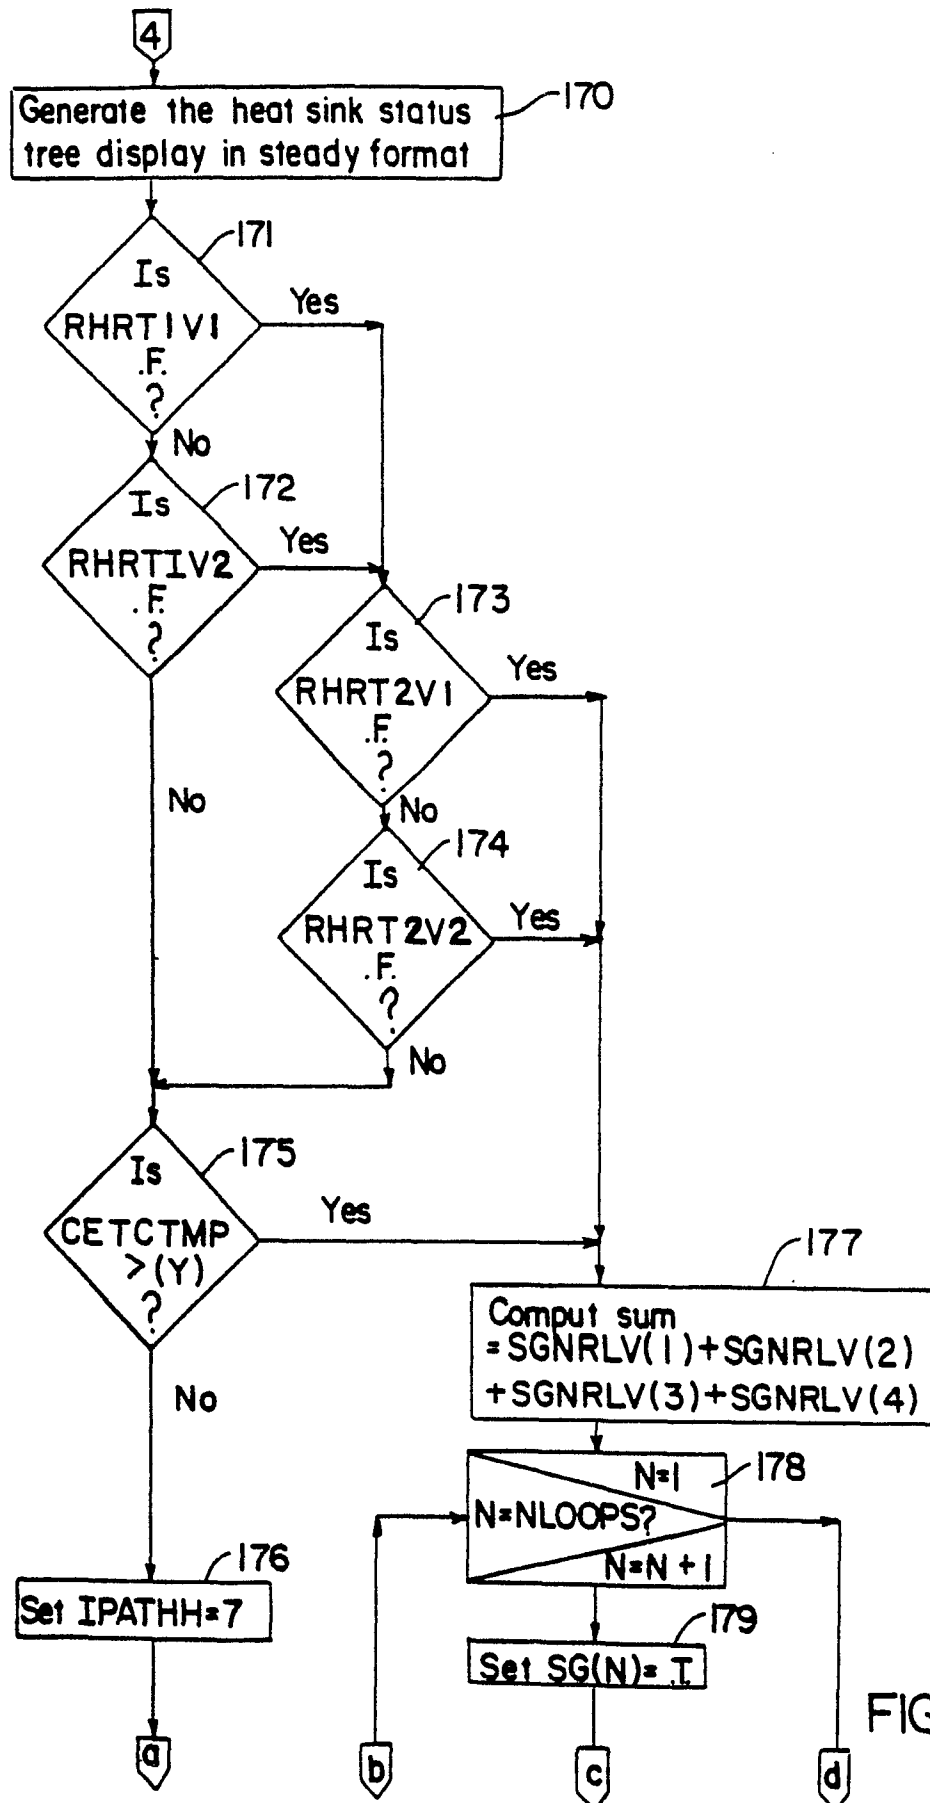 4
Generate the heat sink status
tree display in steady format
170
171
Is
RHRT1V1
.F.
?
Yes
No
172
Is
RHRT1V2
.F.
?
Yes
No
173
Is
RHRT2V1
.F.
?
Yes
No
174
Is
RHRT2V2
.F.
?
Yes
No
175
Is
CETCTMP
>(Y)
?
Yes
No
177
Comput sum
=SGNRLV(1)+SGNRLV(2)
+SGNRLV(3)+SGNRLV(4)
178
N=1
N=NLOOPS?
N=N+1
176
Set IPATHH=7
179
Set SG(N)=.T.
FIG
a
b
c
d